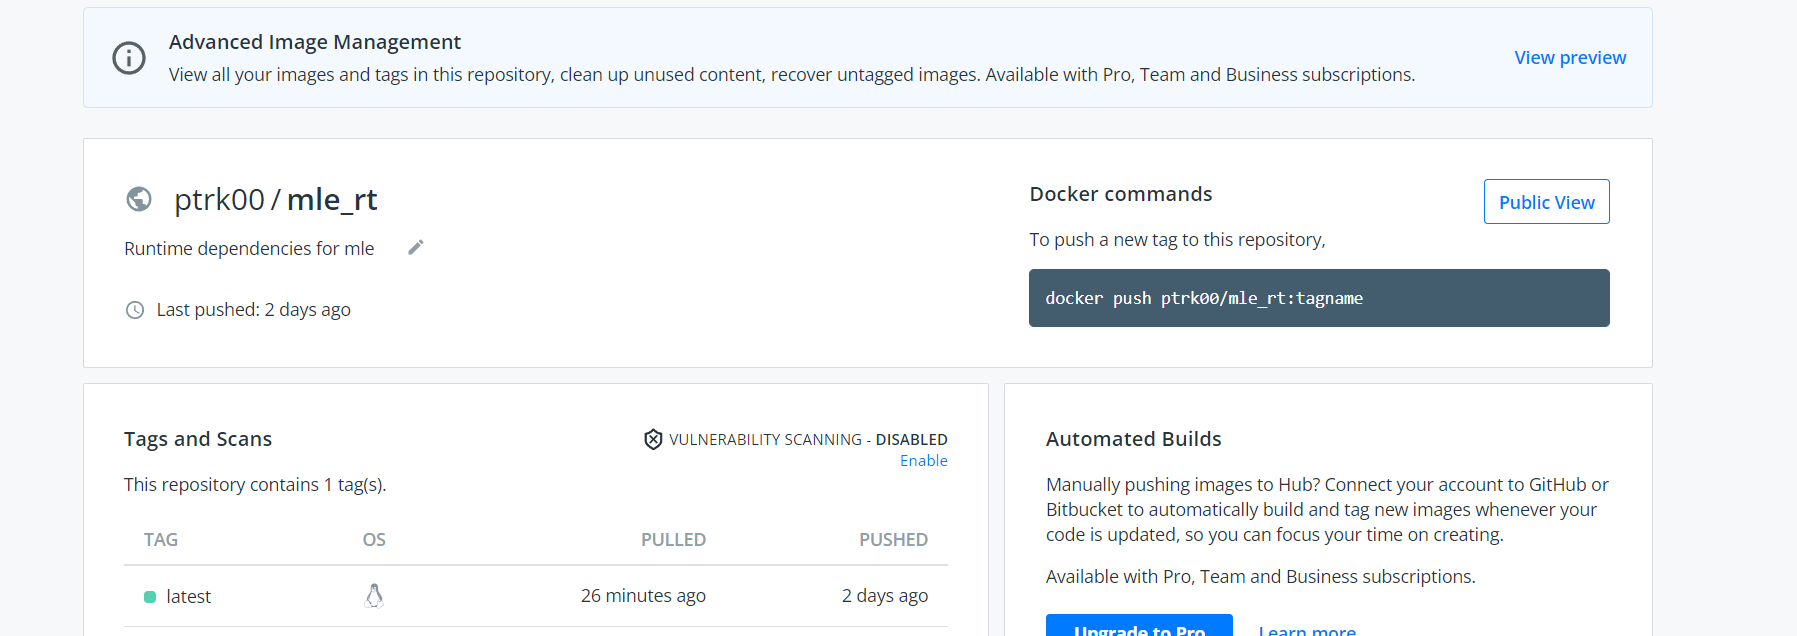 Advanced Image Management
View all your images and tags in this repository, clean up unused content, recover untagged images. Available with Pro, Team and Business subscriptions.
View preview
ptrk00 / mle_rt
Runtime dependencies for mle
Last pushed: 2 days ago
Docker commands
Public View
To push a new tag to this repository,
docker push ptrk00/mle_rt:tagname
Tags and Scans
VULNERABILITY SCANNING - DISABLED
Enable
This repository contains 1 tag(s).
TAG OS PULLED PUSHED
latest 26 minutes ago 2 days ago
Automated Builds
Manually pushing images to Hub? Connect your account to GitHub or
Bitbucket to automatically build and tag new images whenever your
code is updated, so you can focus your time on creating.
Available with Pro, Team and Business subscriptions.
Upgrade to Pro Learn more